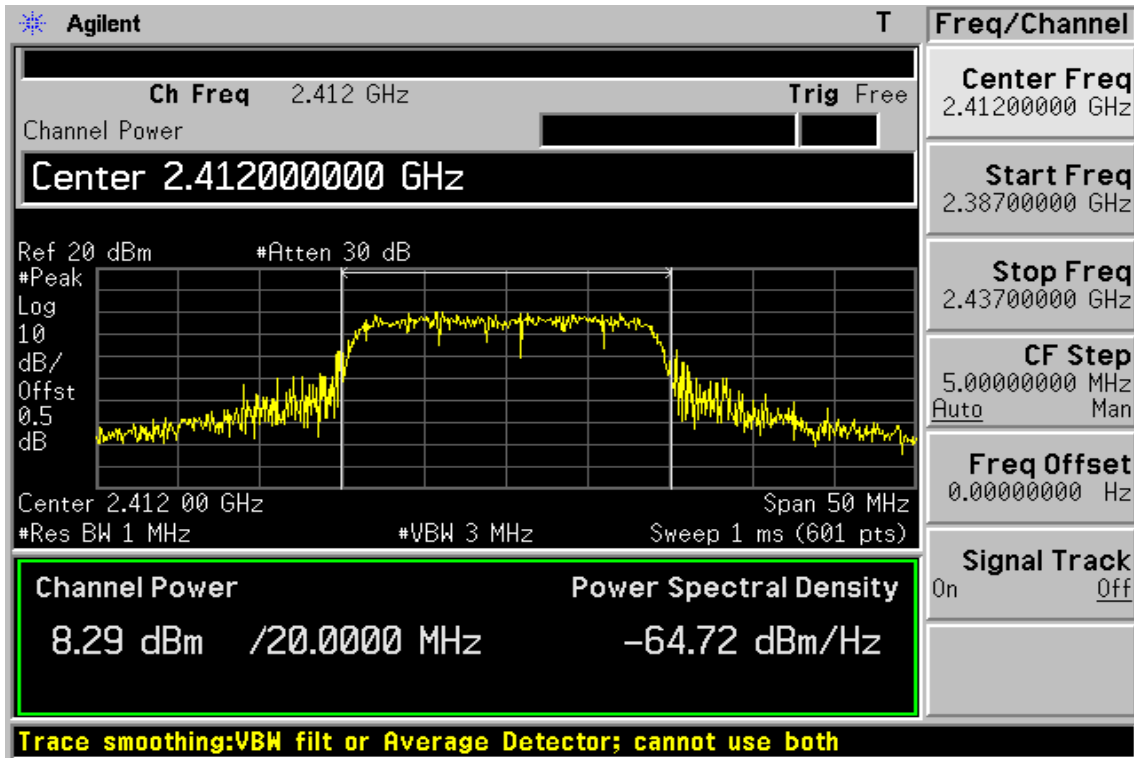 Agilent T
Freq/Channel
Ch Freq 2.412 GHz Trig Free
Channel Power
Center 2.412000000 GHz
Ref 20 dBm #Atten 30 dB
#Peak
Log
10
dB/
Offst
0.5
dB
Center 2.412 00 GHz Span 50 MHz
#Res BW 1 MHz #VBW 3 MHz Sweep 1 ms (601 pts)
Channel Power Power Spectral Density
8.29 dBm /20.0000 MHz -64.72 dBm/Hz
Trace smoothing:VBW filt or Average Detector; cannot use both
Center Freq
2.41200000 GHz
Start Freq
2.38700000 GHz
Stop Freq
2.43700000 GHz
CF Step
5.00000000 MHz
Auto Man
Freq Offset
0.00000000 Hz
Signal Track
On Off